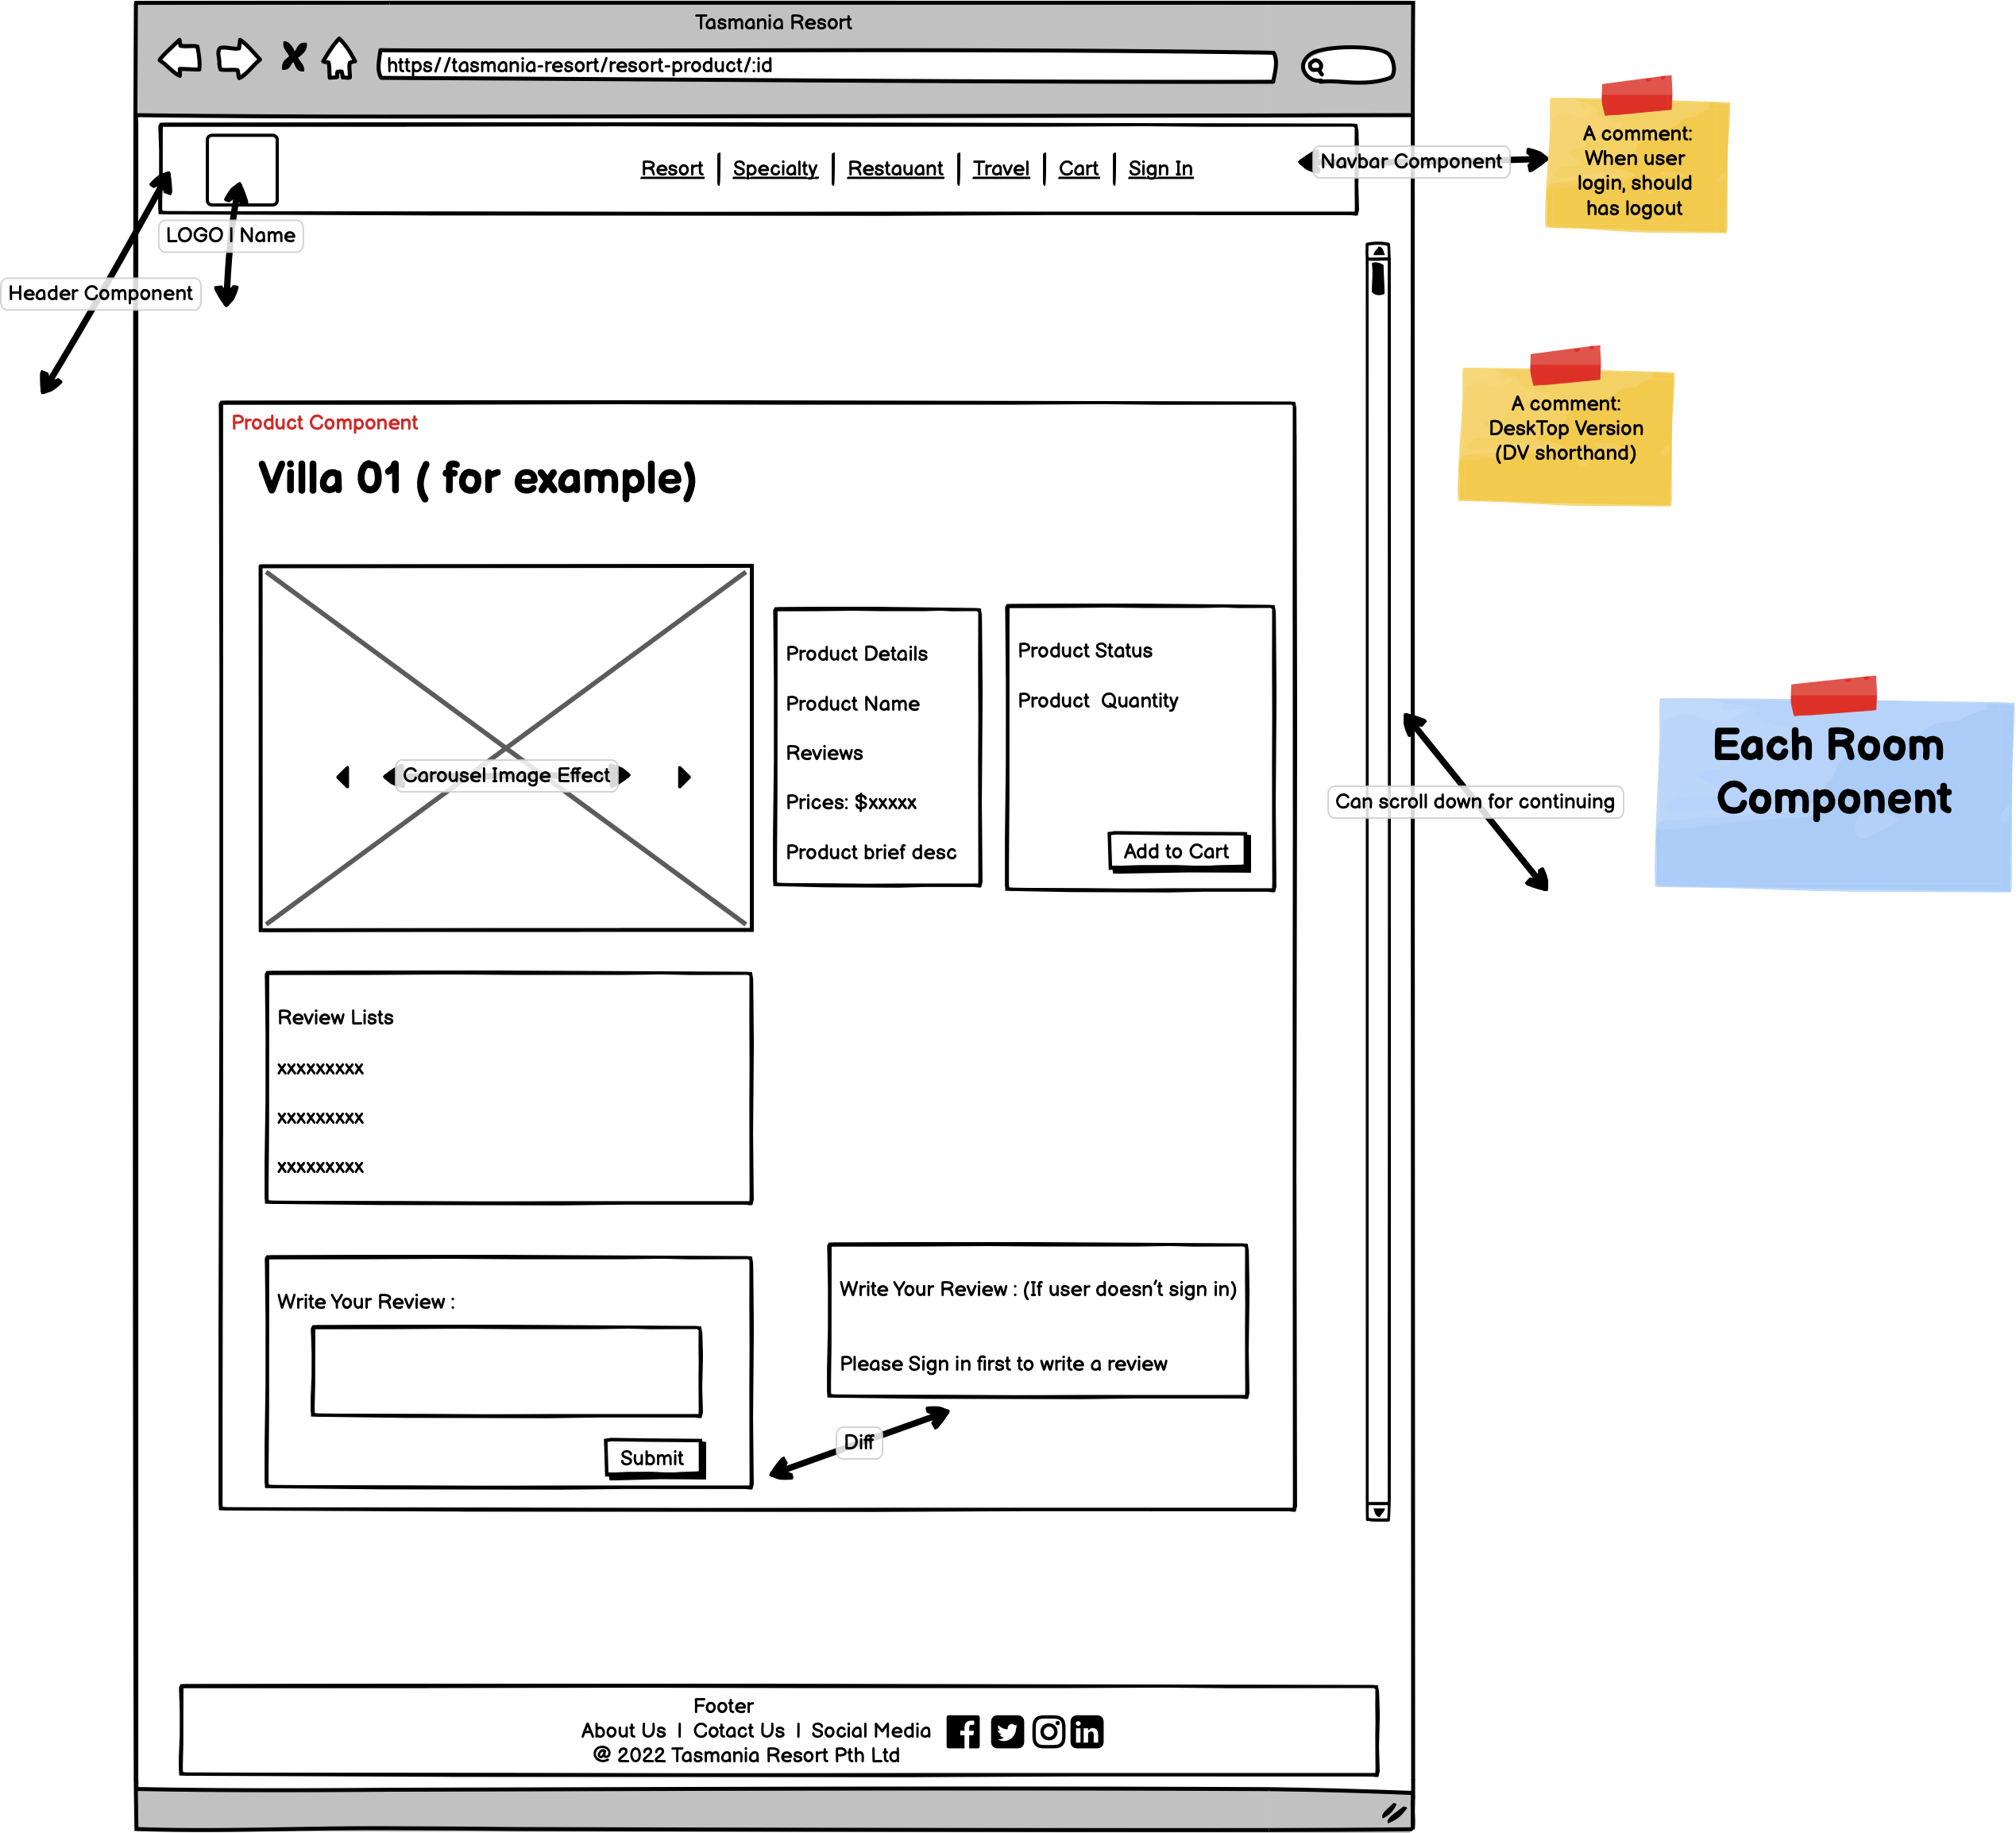 Tasmania Resort
https//tasmania-resort/resort-product/:id
A comment:
When user
login, should
has logout
Resort
Specialty
Restauant
Travel
Cart
Sign In
Navbar Component
LOGO | Name
Header Component
A comment:
DeskTop Version
(DV shorthand)
Product Component
Villa 01 ( for example)
Product Details
Product Name
Reviews
Prices: $xxxxx
Product brief desc
Product Status
Product  Quantity
Add to Cart
Carousel Image Effect
Can scroll down for continuing
Each Room
Component
Review Lists
xxxxxxxxx
xxxxxxxxx
xxxxxxxxx
Write Your Review :
Submit
Write Your Review : (If user doesn't sign in)
Please Sign in first to write a review
Diff
Footer
About Us  |  Cotact Us  |  Social Media
@ 2022 Tasmania Resort Pth Ltd